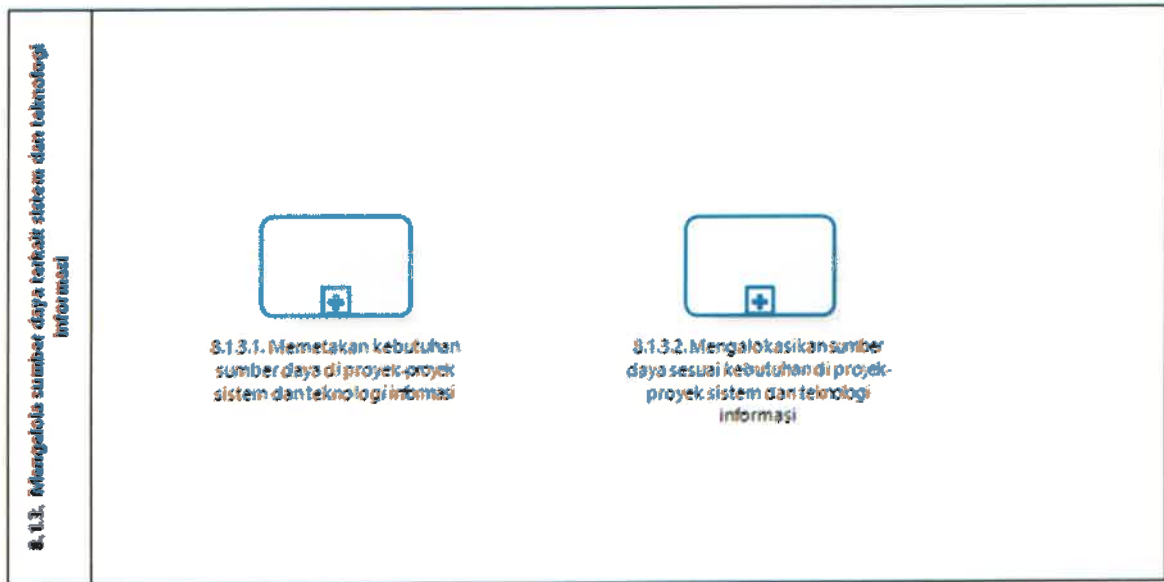 8.1.3. Mengelola sumber daya terkait sistem dan teknologi
informasi
8.1.3.1. Memetakan kebutuhan
sumber daya di proyek-proyek
sistem dan teknologi informasi
8.1.3.2. Mengalokasikan sumber
daya sesuai kebutuhan di proyek-
proyek sistem dan teknologi
informasi